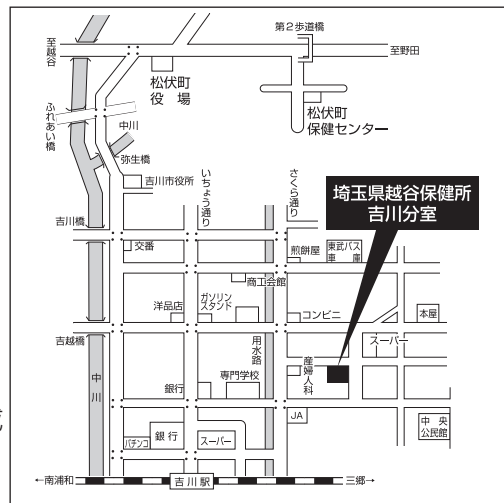 第2歩道橋
至越谷
至野田
松伏町
役場
松伏町
保健センター
ふれあい橋
中川
弥生橋
吉川市役所
いちょう通り
さくら通り
埼玉県越谷保健所
吉川分室
吉川橋
交番
煎餅屋
東武バス
車庫
商工会館
洋品店
ガソリン
スタンド
コンビニ
本屋
吉越橋
用水路
スーパー
産婦人科
中川
銀行
専門学校
JA
中央
公民館
パチンコ
銀行
スーパー
←南浦和
吉川駅
三郷→